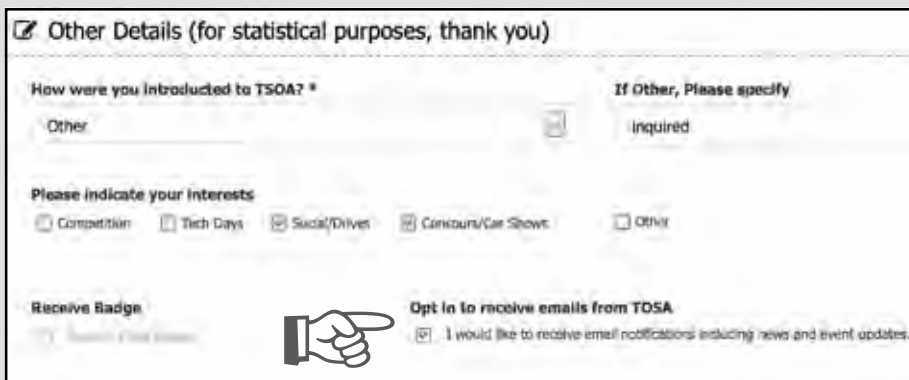 Other Details (for statistical purposes, thank you)
How were you introducted to TSOA? *
If Other, Please specify
Other
inquired
Please indicate your interests
Competition Tech Days Social/Drives Concours/Car Shows Other
Receive Badge
Opt in to receive emails from TOSA
I would like to receive email notifications including news and event updates.